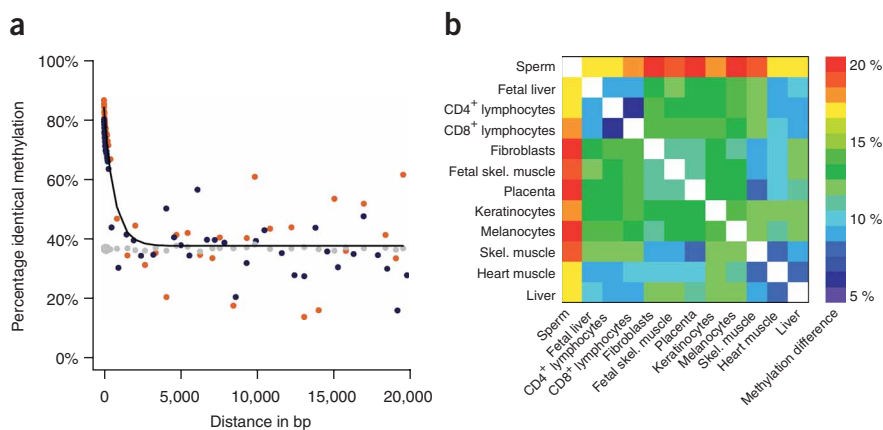 a
100%
80%
60%
40%
20%
0%
Percentage identical methylation
0
5,000
10,000
15,000
20,000
Distance in bp
b
Sperm
Fetal liver
CD4+ lymphocytes
CD8+ lymphocytes
Fibroblasts
Fetal skel. muscle
Placenta
Keratinocytes
Melanocytes
Skel. muscle
Heart muscle
Liver
Sperm
Fetal liver
CD4+ lymphocytes
CD8+ lymphocytes
Fibroblasts
Fetal skel. muscle
Placenta
Keratinocytes
Melanocytes
Skel. muscle
Heart muscle
Liver
Methylation difference
20 %
15 %
10 %
5 %